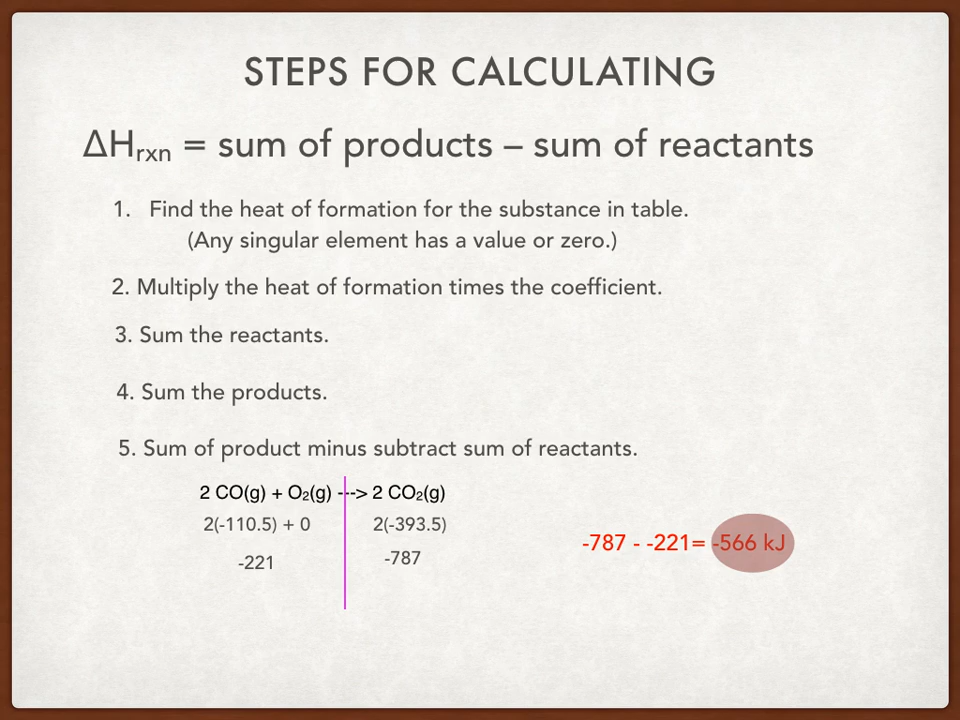 STEPS FOR CALCULATING
ΔHᵣₓₙ = sum of products – sum of reactants
1. Find the heat of formation for the substance in table.
(Any singular element has a value or zero.)
2. Multiply the heat of formation times the coefficient.
3. Sum the reactants.
4. Sum the products.
5. Sum of product minus subtract sum of reactants.
2 CO(g) + O₂(g) ---> 2 CO₂(g)
2(-110.5) + 0 2(-393.5)
-787 - -221= -566 kJ
-221 -787